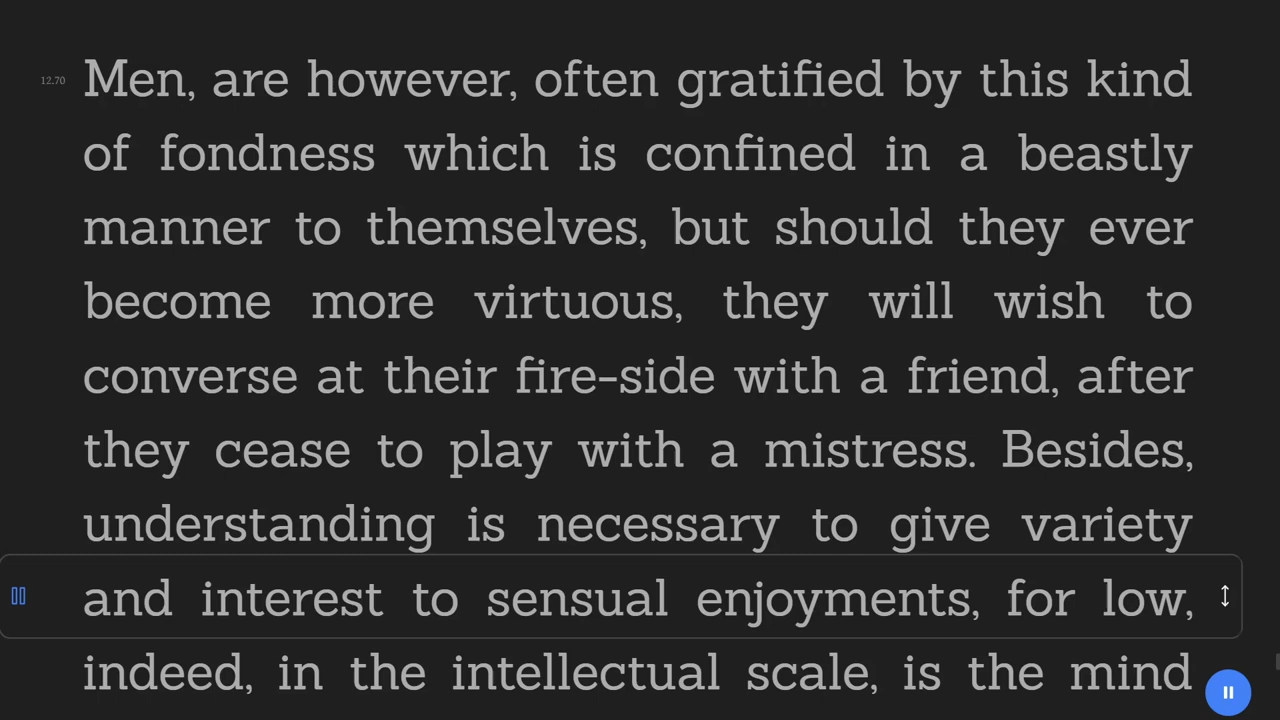 12.70
Men, are however, often gratified by this kind
of fondness which is confined in a beastly
manner to themselves, but should they ever
become more virtuous, they will wish to
converse at their fire-side with a friend, after
they cease to play with a mistress. Besides,
understanding is necessary to give variety
and interest to sensual enjoyments, for low,
indeed, in the intellectual scale, is the mind